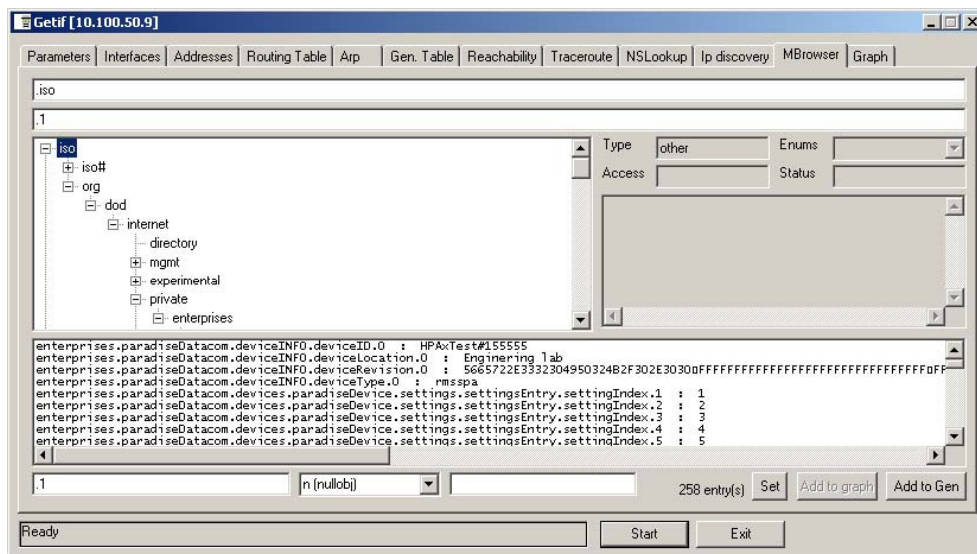 Getif [10.100.50.9]
Parameters Interfaces Addresses Routing Table Arp Gen. Table Reachability Traceroute NSLookup Ip discovery MBrowser Graph
.iso
.1
iso
iso#
org
dod
internet
directory
mgmt
experimental
private
enterprises
Type other Enums
Access Status
enterprises.paradiseDatacom.deviceINFO.deviceID.0 : HPAxTest#155555
enterprises.paradiseDatacom.deviceINFO.deviceLocation.0 : Enginering lab
enterprises.paradiseDatacom.deviceINFO.deviceRevision.0 :
enterprises.paradiseDatacom.deviceINFO.deviceType.0 : rmsspa
enterprises.paradiseDatacom.devices.paradiseDevice.settings.settingsEntry.settingIndex.1 : 1
enterprises.paradiseDatacom.devices.paradiseDevice.settings.settingsEntry.settingIndex.2 : 2
enterprises.paradiseDatacom.devices.paradiseDevice.settings.settingsEntry.settingIndex.3 : 3
enterprises.paradiseDatacom.devices.paradiseDevice.settings.settingsEntry.settingIndex.4 : 4
enterprises.paradiseDatacom.devices.paradiseDevice.settings.settingsEntry.settingIndex.5 : 5
.1 n (nullobj) 258 entry(s) Set Add to graph Add to Gen
Ready Start Exit